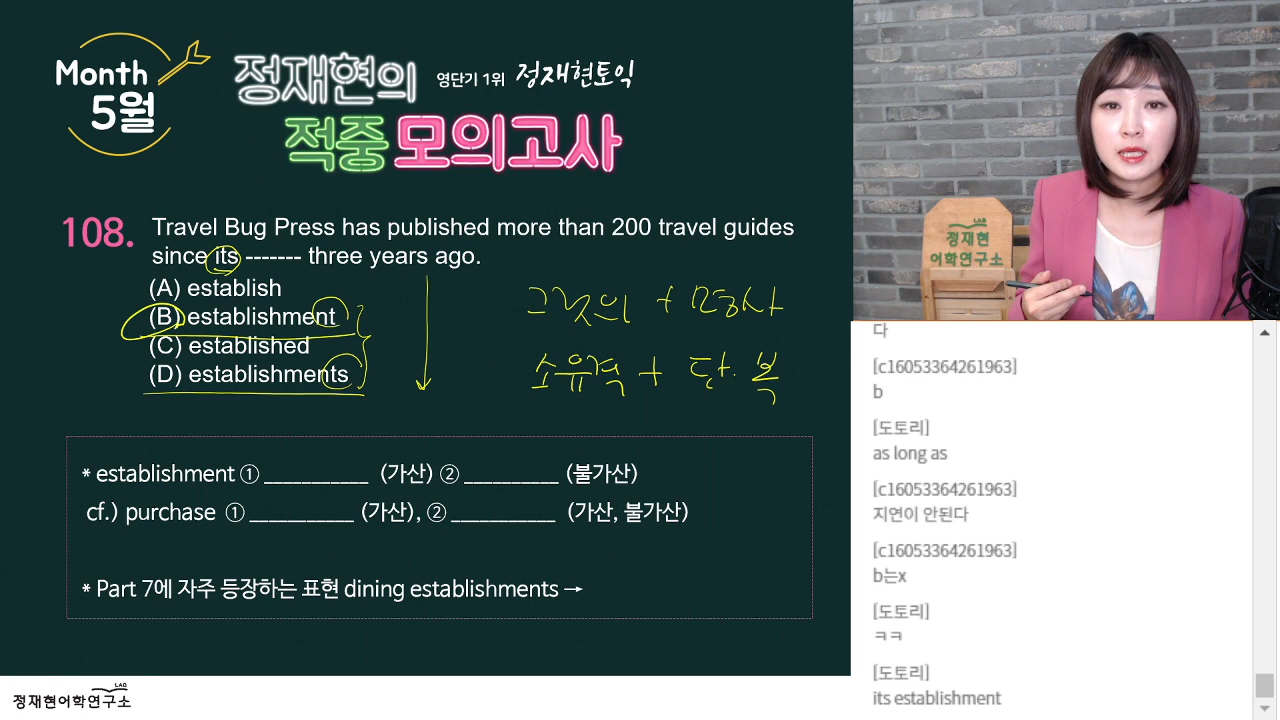 Month
5월
정재현의
영단기 1위 정재현토익
적중 모의고사
108. Travel Bug Press has published more than 200 travel guides
since its ------- three years ago.
(A) establish
(B) establishment
(C) established
(D) establishments
그것의 + 명사
소유격 + 단. 복
* establishment ① ___________ (가산) ② __________ (불가산)
cf.) purchase ① ___________ (가산), ② ___________ (가산, 불가산)
* Part 7에 자주 등장하는 표현 dining establishments →
LAB
정재현어학연구소
LAB
정재현
어학연구소
다
[c16053364261963]
b
[도토리]
as long as
[c16053364261963]
지연이 안된다
[c16053364261963]
b는x
[도토리]
ㅋㅋ
[도토리]
its establishment